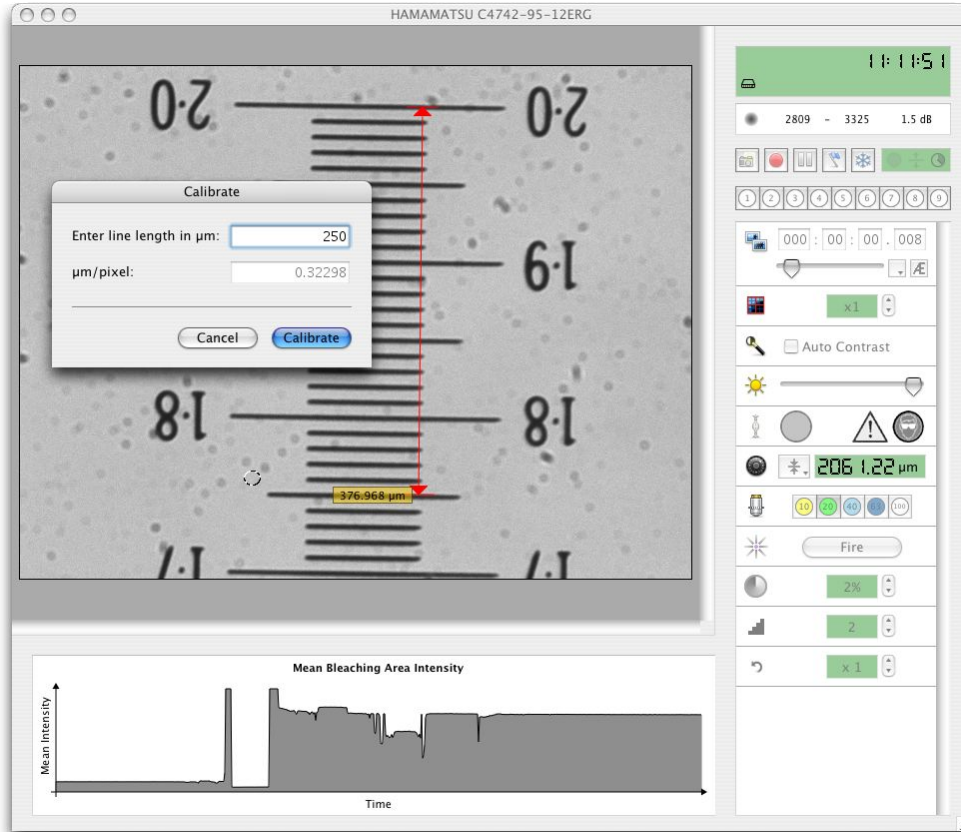 HAMAMATSU C4742-95-12ERG
11:11:51
2809 - 3325 1.5 dB
1 2 3 4 5 6 7 8 9
000 : 00 : 00 . 008
Æ
x1
Auto Contrast
2061.22 µm
10 20 40 63 100
Fire
2%
2
x 1
2.0 2.0
Calibrate
Enter line length in µm: 250
µm/pixel: 0.32298
Cancel Calibrate
1.9
1.8 1.8
376.968 µm
1.7 1.7
Mean Bleaching Area Intensity
Mean Intensity
Time